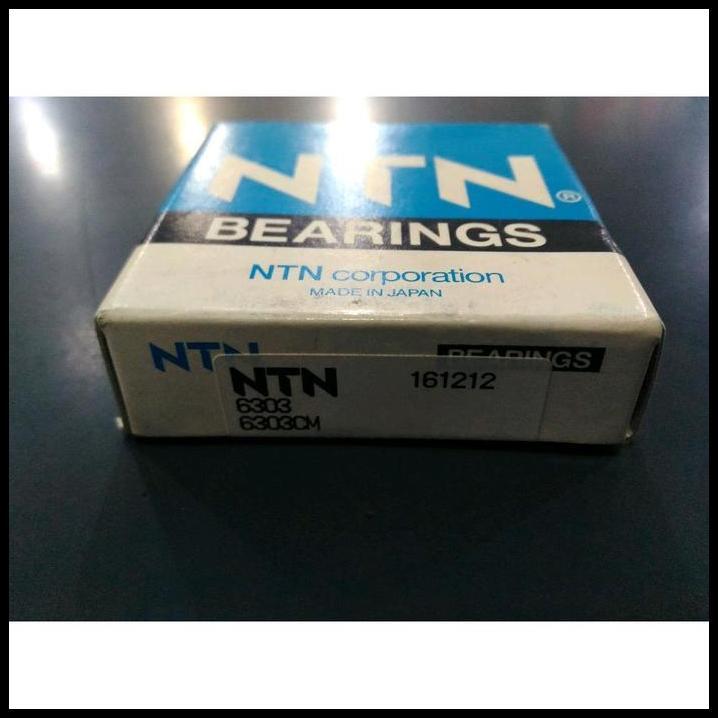 NTN®
BEARINGS
NTN corporation
MADE IN JAPAN
NTN BEARINGS
NTN 161212
6303
6303CM